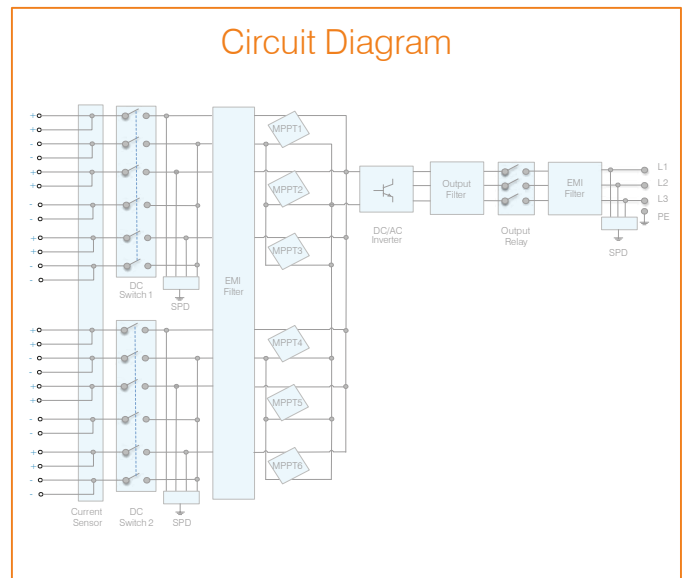 Circuit Diagram
+
+
-
-
+
+
-
-
+
+
-
-
DC
Switch 1
SPD
EMI
Filter
MPPT1
MPPT2
MPPT3
DC/AC
Inverter
Output
Filter
Output
Relay
EMI
Filter
L1
L2
L3
PE
SPD
+
+
-
-
+
+
-
-
+
+
-
-
MPPT4
MPPT5
MPPT6
Current
Sensor
DC
Switch 2
SPD